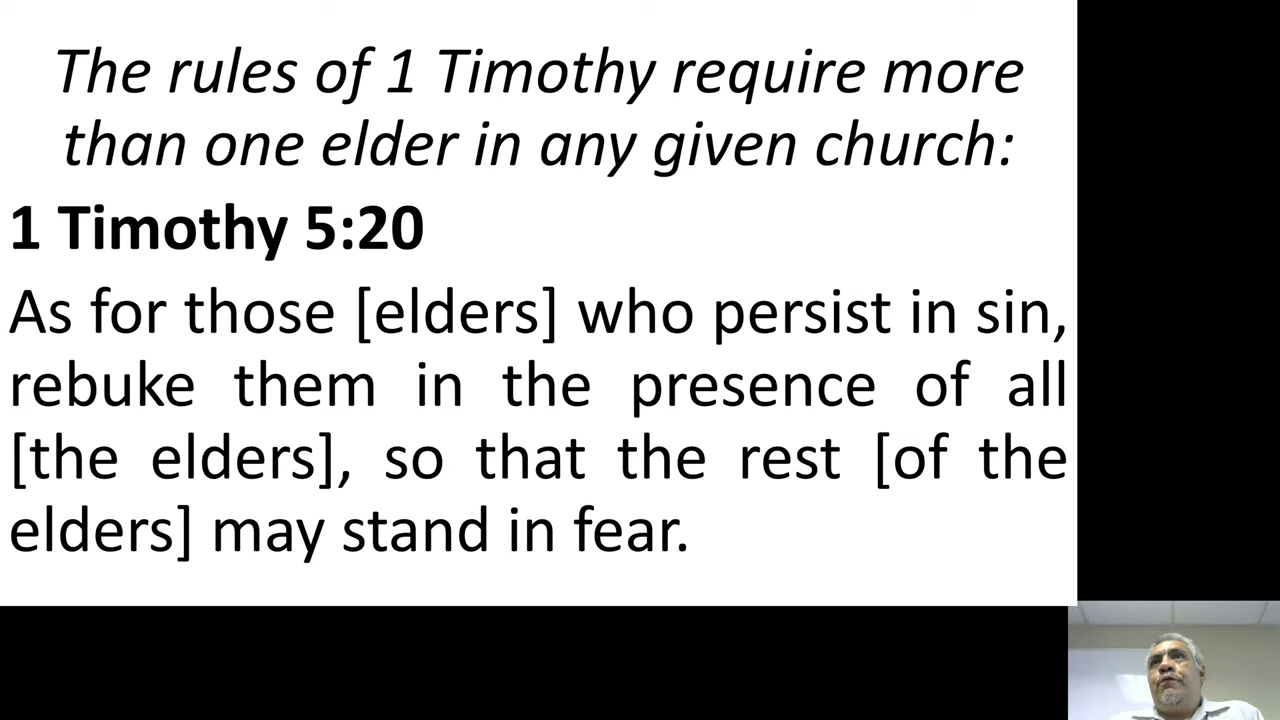 The rules of 1 Timothy require more
than one elder in any given church:
1 Timothy 5:20
As for those [elders] who persist in sin,
rebuke them in the presence of all
[the elders], so that the rest [of the
elders] may stand in fear.